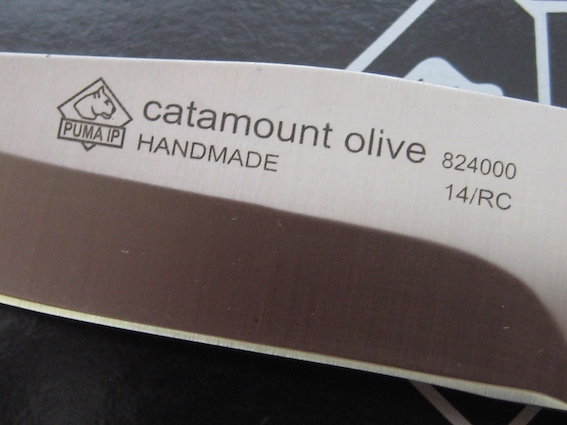 PUMA IP
catamount olive
HANDMADE
824000
14/RC